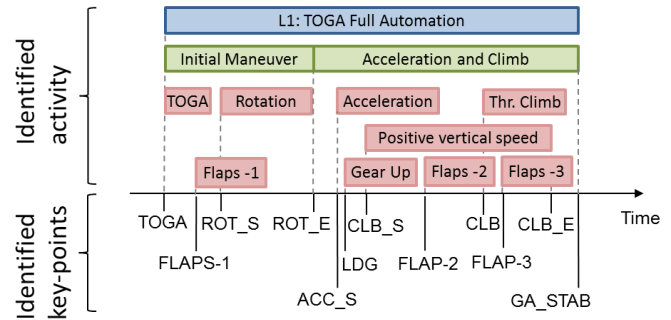 L1: TOGA Full Automation
Initial Maneuver
Acceleration and Climb
TOGA
Rotation
Acceleration
Thr. Climb
Positive vertical speed
Flaps -1
Gear Up
Flaps -2
Flaps -3
Identified
activity
Time
TOGA
ROT_S
ROT_E
CLB_S
CLB
CLB_E
FLAPS-1
LDG
FLAP-2
FLAP-3
ACC_S
GA_STAB
Identified
key-points